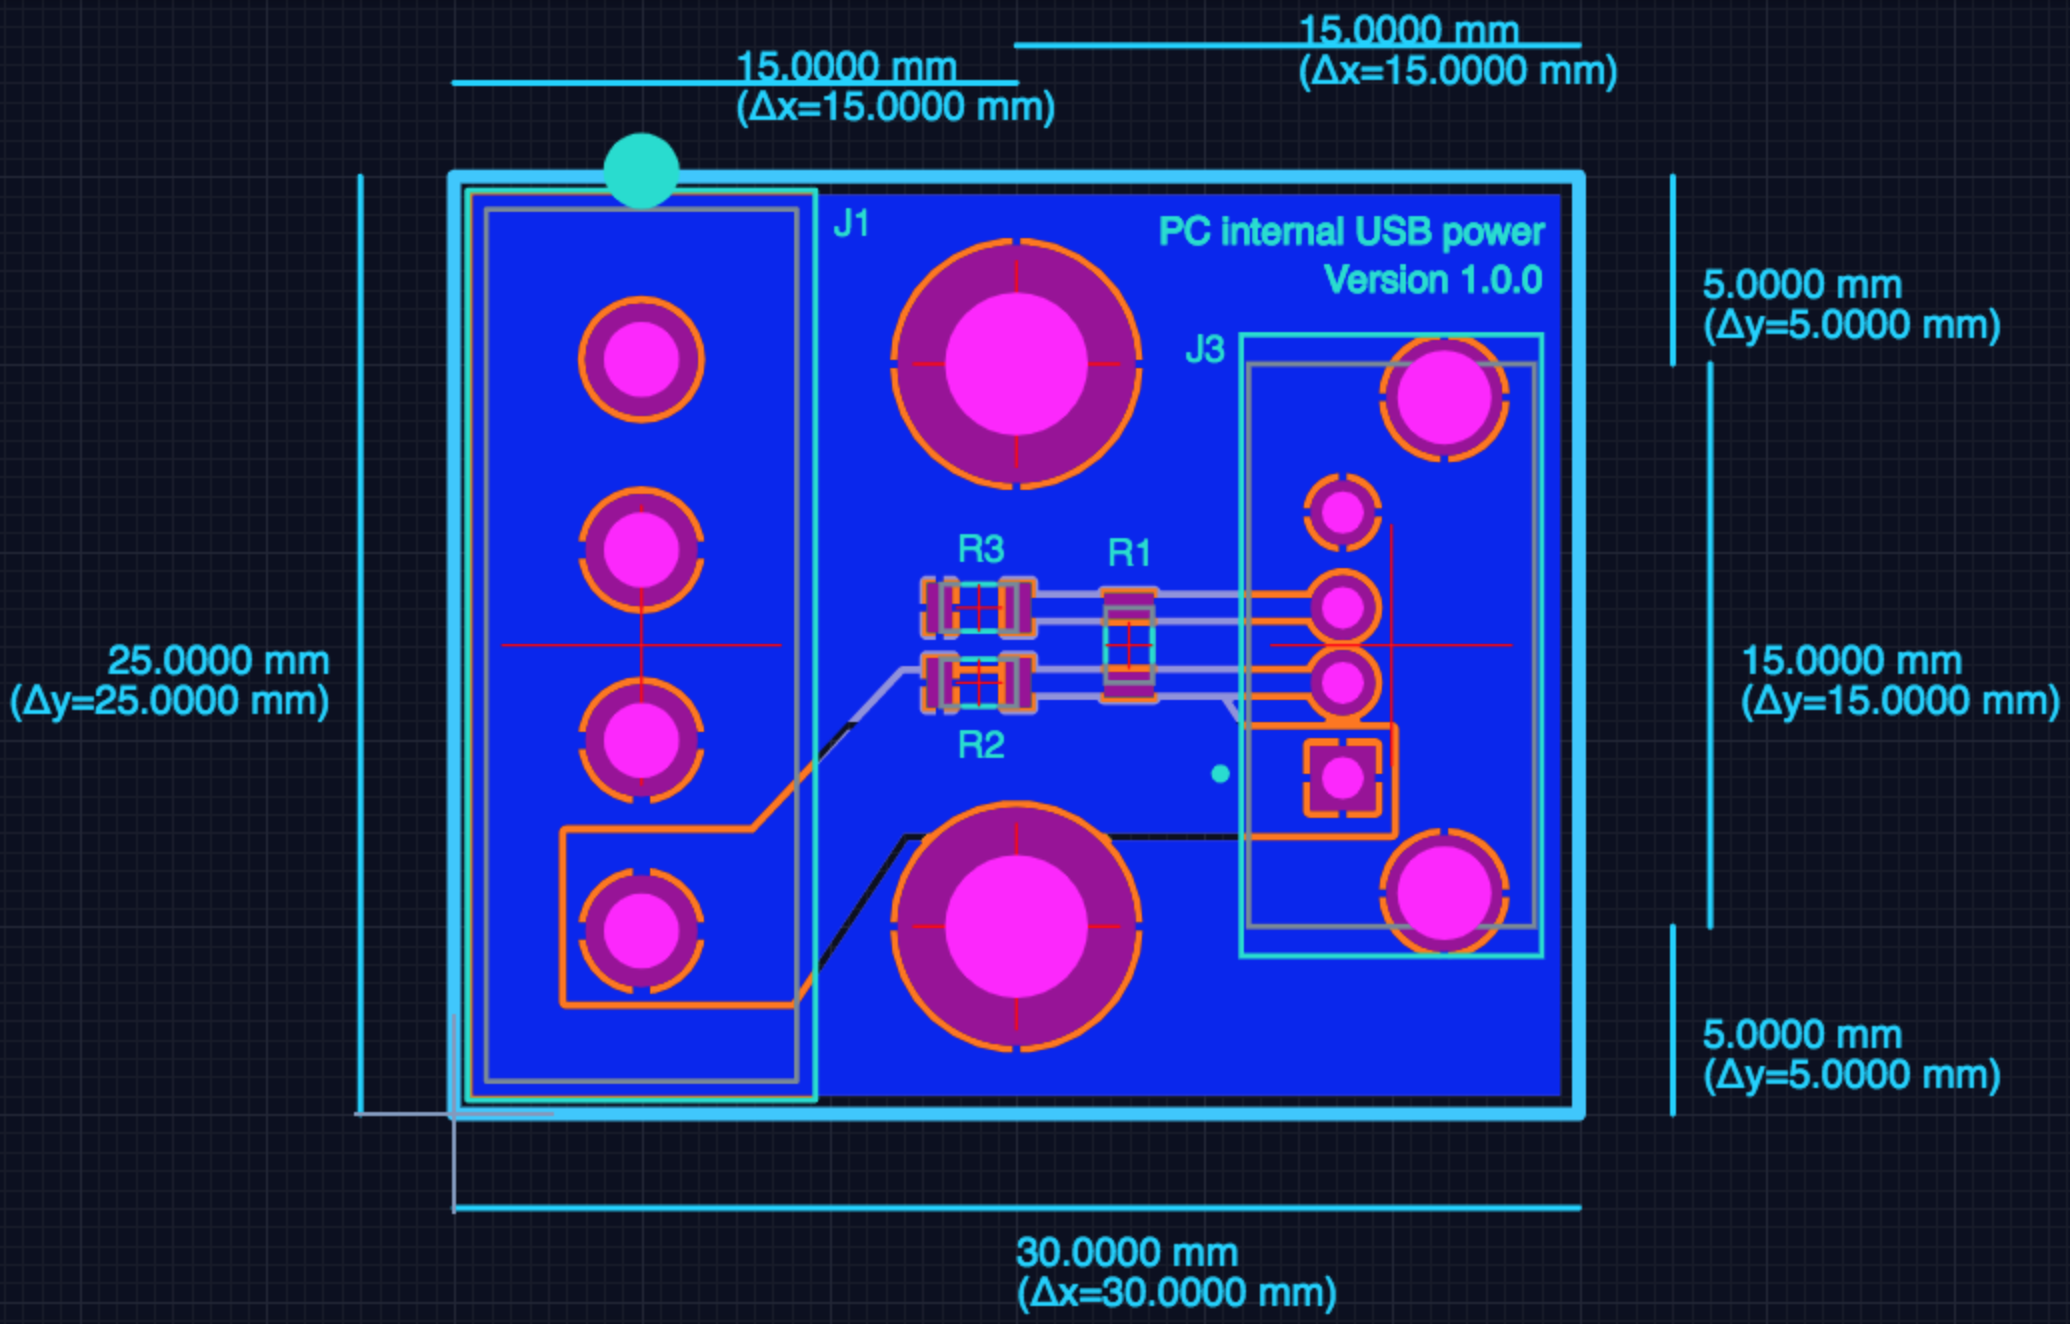 15.0000 mm
(Δx=15.0000 mm)
15.0000 mm
(Δx=15.0000 mm)
J1
PC internal USB power
Version 1.0.0
5.0000 mm
(Δy=5.0000 mm)
J3
R3
R1
25.0000 mm
(Δy=25.0000 mm)
15.0000 mm
(Δy=15.0000 mm)
R2
5.0000 mm
(Δy=5.0000 mm)
30.0000 mm
(Δx=30.0000 mm)